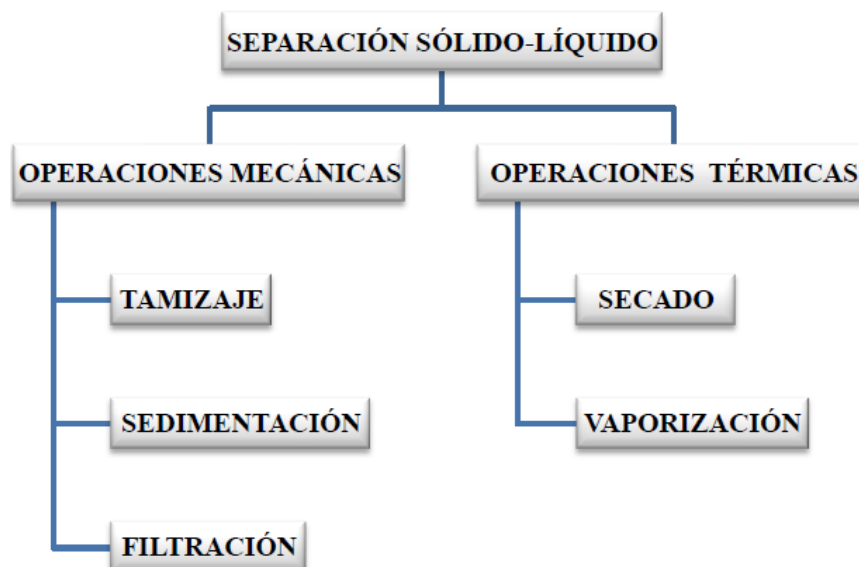 SEPARACIÓN SÓLIDO-LÍQUIDO
OPERACIONES MECÁNICAS
TAMIZAJE
SEDIMENTACIÓN
FILTRACIÓN
OPERACIONES TÉRMICAS
SECADO
VAPORIZACIÓN